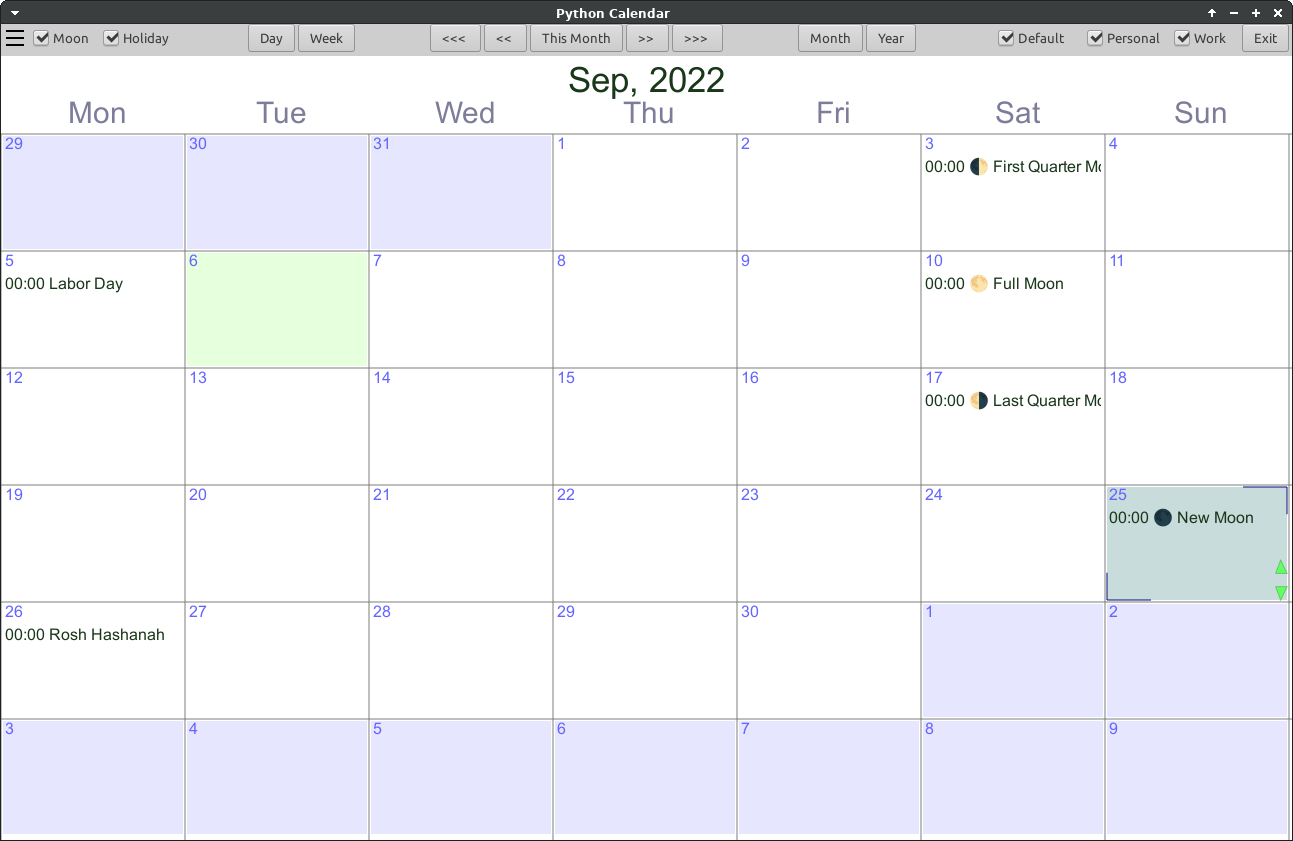 Python Calendar
Moon Holiday Day Week <<< << This Month >> >>> Month Year Default Personal Work Exit
Sep, 2022
Mon Tue Wed Thu Fri Sat Sun
29 30 31 1 2 3 4
00:00 🌓 First Quarter Mo
5 6 7 8 9 10 11
00:00 Labor Day 00:00 🌕 Full Moon
12 13 14 15 16 17 18
00:00 🌗 Last Quarter Mo
19 20 21 22 23 24 25
00:00 🌑 New Moon
26 27 28 29 30 1 2
00:00 Rosh Hashanah
3 4 5 6 7 8 9